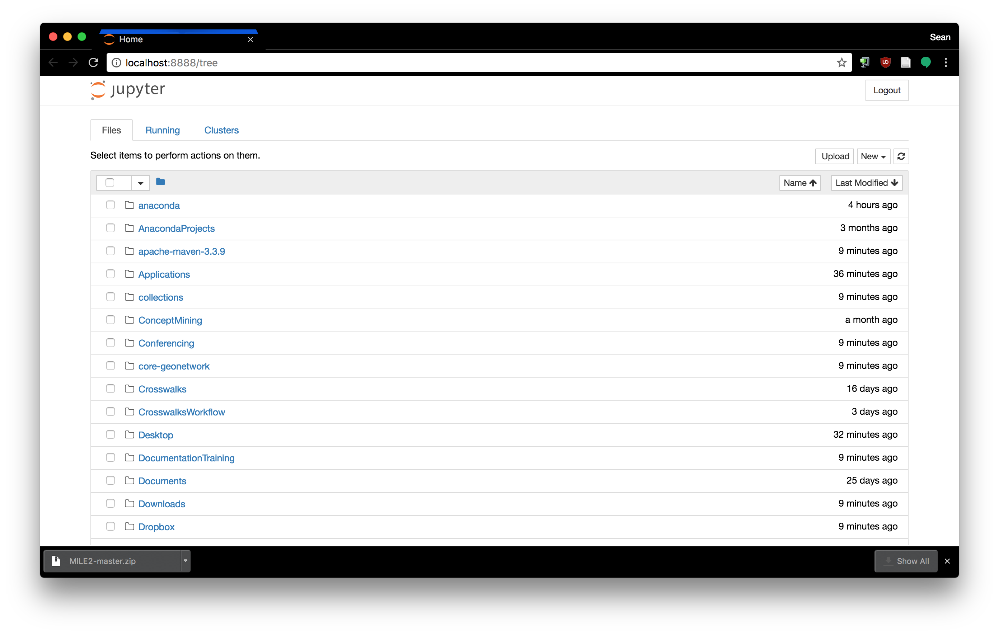 Home
Sean
localhost:8888/tree
jupyter
Logout
Files Running Clusters
Select items to perform actions on them.
Upload New
Name Last Modified
anaconda 4 hours ago
AnacondaProjects 3 months ago
apache-maven-3.3.9 9 minutes ago
Applications 36 minutes ago
collections 9 minutes ago
ConceptMining a month ago
Conferencing 9 minutes ago
core-geonetwork 9 minutes ago
Crosswalks 16 days ago
CrosswalksWorkflow 3 days ago
Desktop 32 minutes ago
DocumentationTraining 9 minutes ago
Documents 25 days ago
Downloads 9 minutes ago
Dropbox 9 minutes ago
MILE2-master.zip Show All